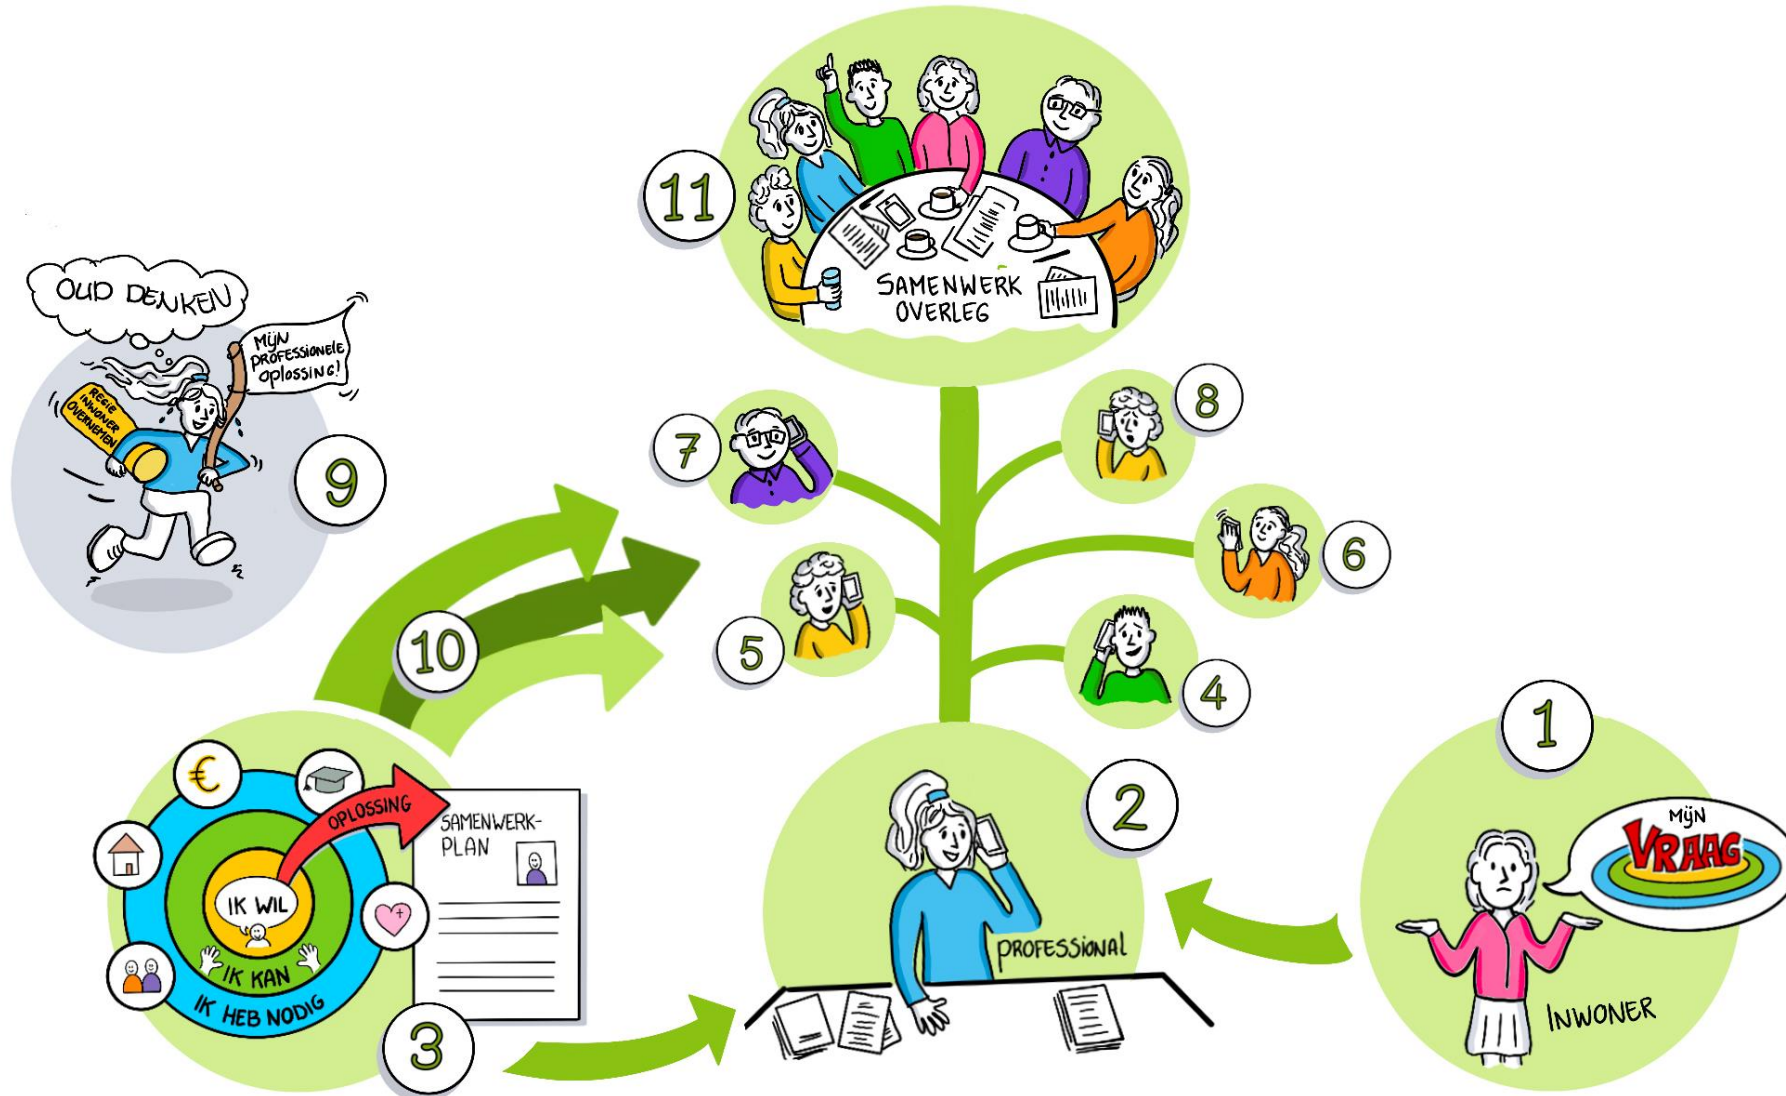 11
SAMENWERK
OVERLEG
OUD DENKEN
MIJN
PROFESSIONELE
OPLOSSING!
REGIE
INWONER
OVERNEMEN
9
7
8
6
5
4
10
€
OPLOSSING
IK WIL
IK KAN
IK HEB NODIG
SAMENWERK-
PLAN
3
2
PROFESSIONAL
1
MIJN
VRAAG
INWONER